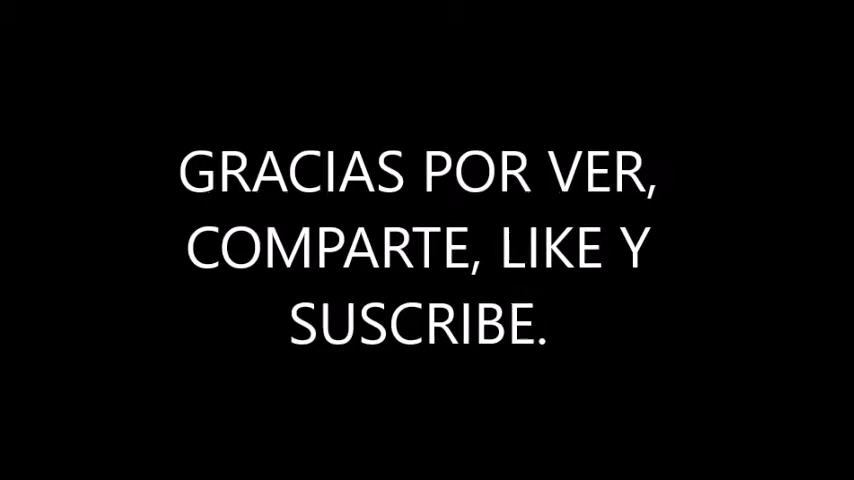 GRACIAS POR VER,
COMPARTE, LIKE Y
SUSCRIBE.